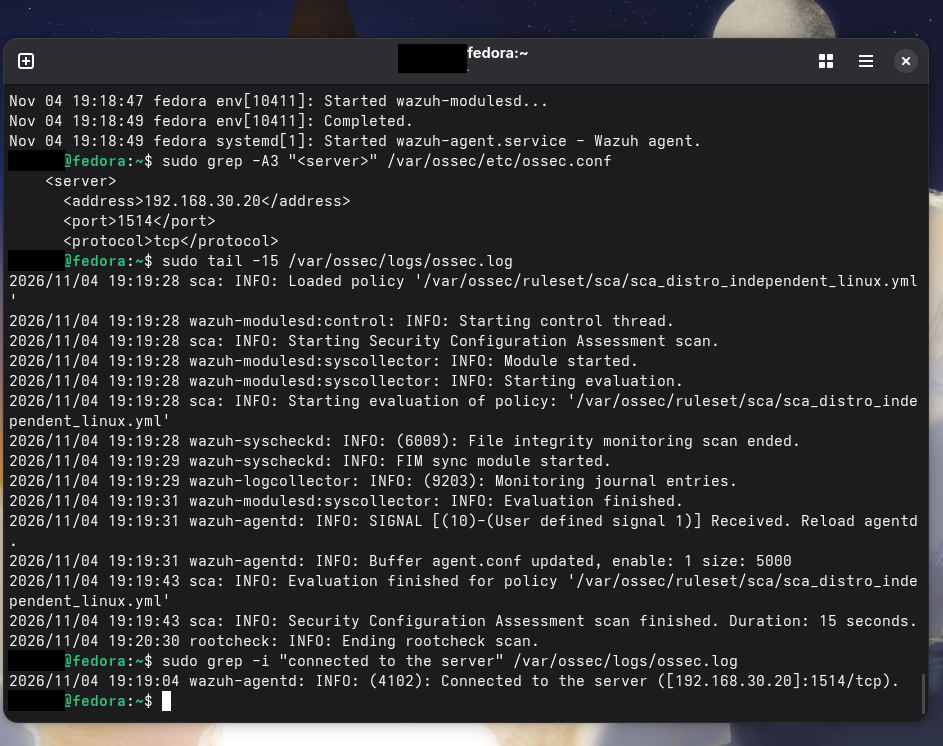 fedora:~
Nov 04 19:18:47 fedora env[10411]: Started wazuh-modulesd...
Nov 04 19:18:49 fedora env[10411]: Completed.
Nov 04 19:18:49 fedora systemd[1]: Started wazuh-agent.service - Wazuh agent.
@fedora:~$ sudo grep -A3 "<server>" /var/ossec/etc/ossec.conf
    <server>
      <address>192.168.30.20</address>
      <port>1514</port>
      <protocol>tcp</protocol>
@fedora:~$ sudo tail -15 /var/ossec/logs/ossec.log
2026/11/04 19:19:28 sca: INFO: Loaded policy '/var/ossec/ruleset/sca/sca_distro_independent_linux.yml
'
2026/11/04 19:19:28 wazuh-modulesd:control: INFO: Starting control thread.
2026/11/04 19:19:28 sca: INFO: Starting Security Configuration Assessment scan.
2026/11/04 19:19:28 wazuh-modulesd:syscollector: INFO: Module started.
2026/11/04 19:19:28 wazuh-modulesd:syscollector: INFO: Starting evaluation.
2026/11/04 19:19:28 sca: INFO: Starting evaluation of policy: '/var/ossec/ruleset/sca/sca_distro_inde
pendent_linux.yml'
2026/11/04 19:19:28 wazuh-syscheckd: INFO: (6009): File integrity monitoring scan ended.
2026/11/04 19:19:29 wazuh-syscheckd: INFO: FIM sync module started.
2026/11/04 19:19:29 wazuh-logcollector: INFO: (9203): Monitoring journal entries.
2026/11/04 19:19:31 wazuh-modulesd:syscollector: INFO: Evaluation finished.
2026/11/04 19:19:31 wazuh-agentd: INFO: SIGNAL [(10)-(User defined signal 1)] Received. Reload agentd
.
2026/11/04 19:19:31 wazuh-agentd: INFO: Buffer agent.conf updated, enable: 1 size: 5000
2026/11/04 19:19:43 sca: INFO: Evaluation finished for policy '/var/ossec/ruleset/sca/sca_distro_inde
pendent_linux.yml'
2026/11/04 19:19:43 sca: INFO: Security Configuration Assessment scan finished. Duration: 15 seconds.
2026/11/04 19:20:30 rootcheck: INFO: Ending rootcheck scan.
@fedora:~$ sudo grep -i "connected to the server" /var/ossec/logs/ossec.log
2026/11/04 19:19:04 wazuh-agentd: INFO: (4102): Connected to the server ([192.168.30.20]:1514/tcp).
@fedora:~$